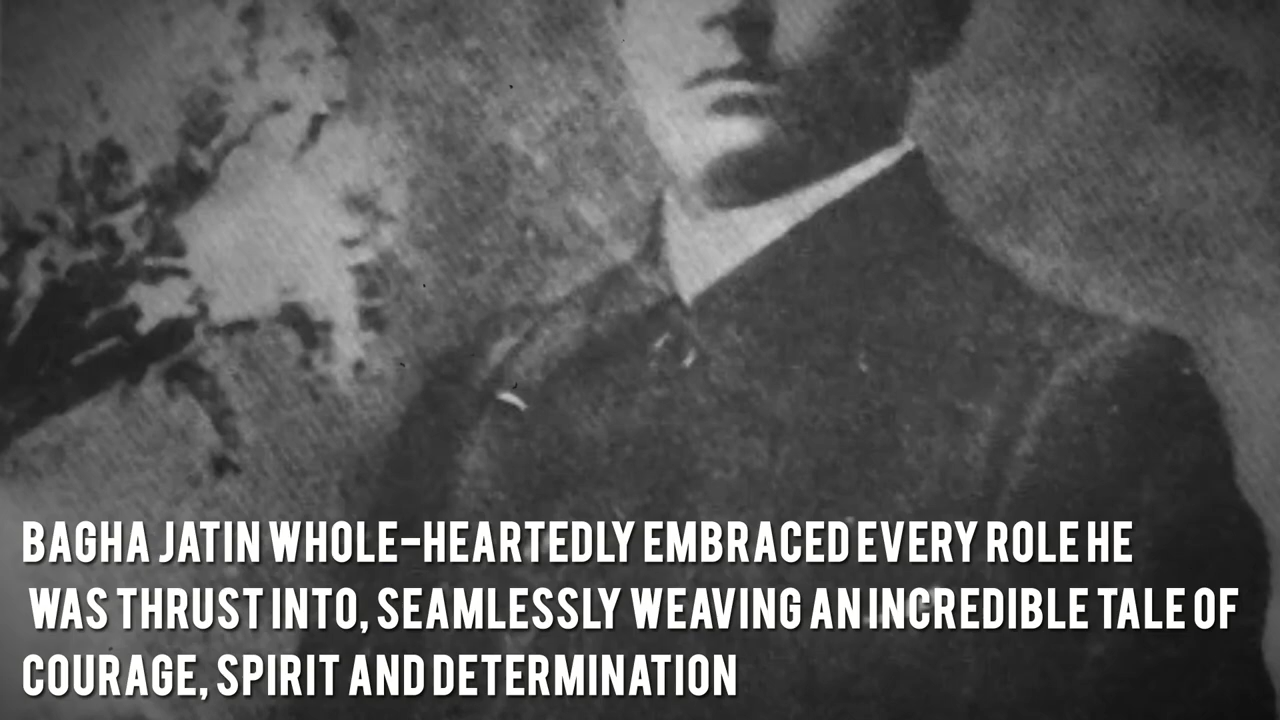 BAGHA JATIN WHOLE-HEARTEDLY EMBRACED EVERY ROLE HE
WAS THRUST INTO, SEAMLESSLY WEAVING AN INCREDIBLE TALE OF
COURAGE, SPIRIT AND DETERMINATION